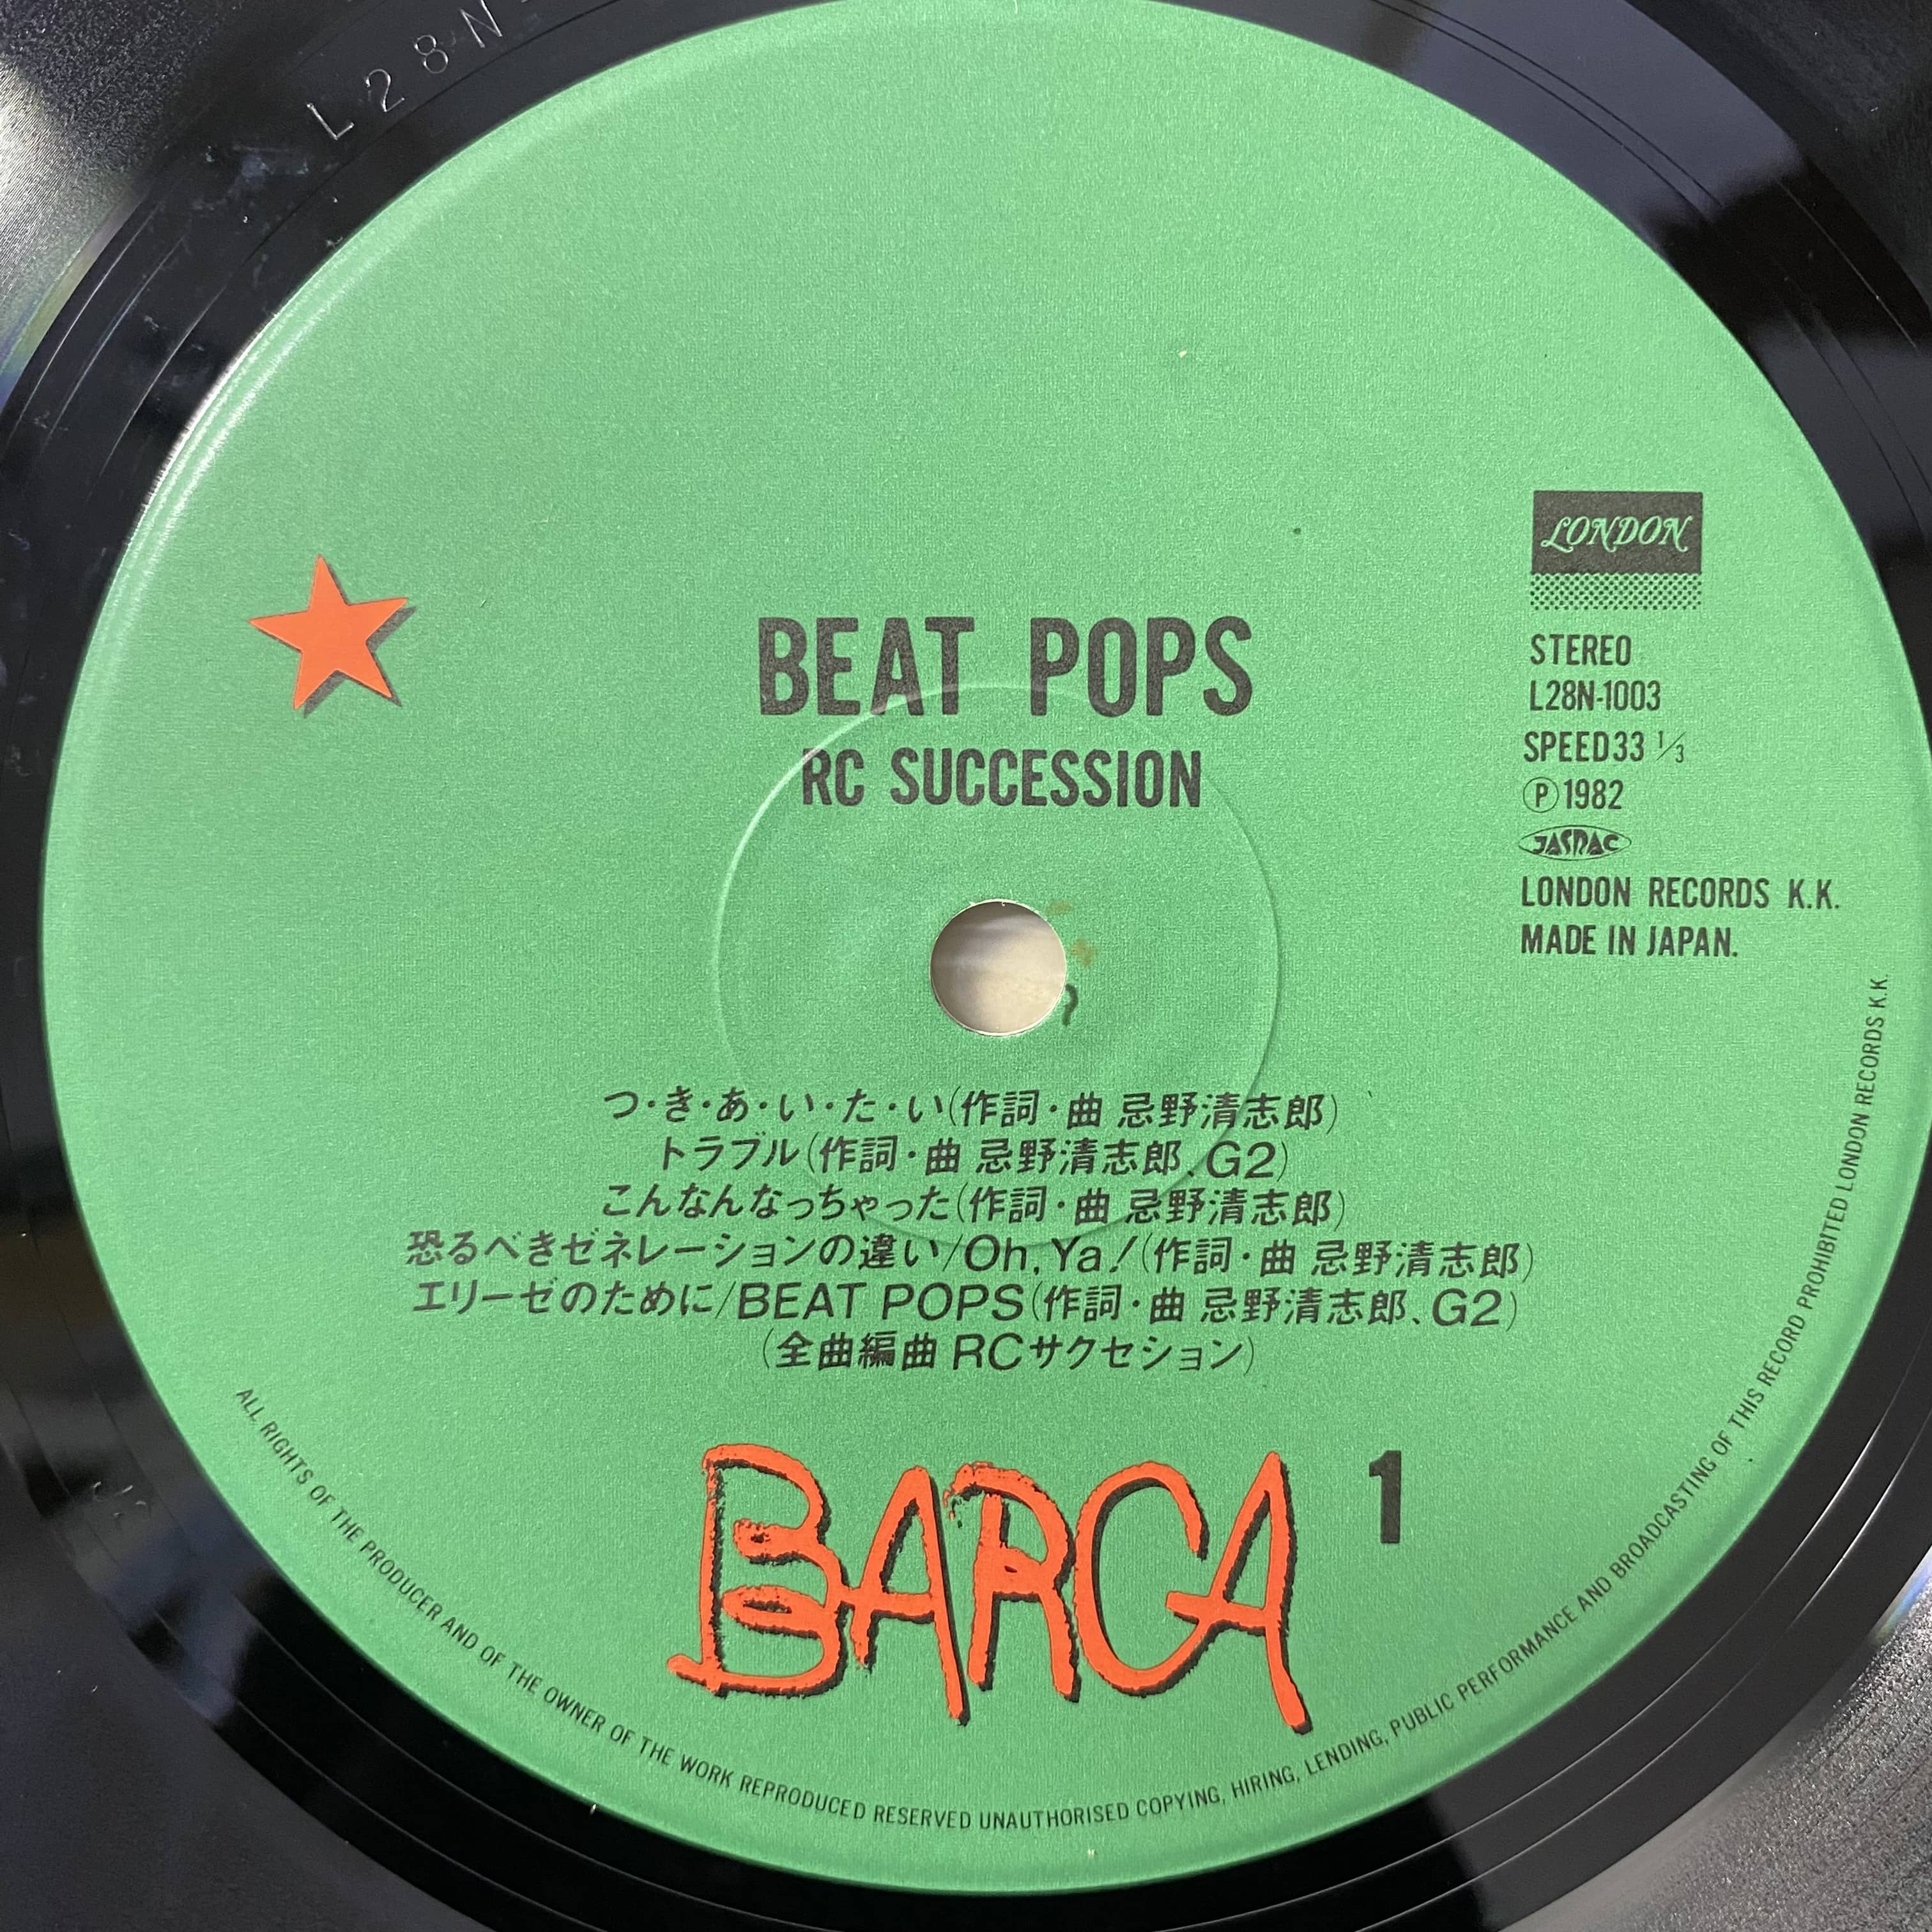 L28N-
LONDON
BEAT POPS
RC SUCCESSION
STEREO
L28N-1003
SPEED33 1/3
Ⓟ1982
JASRAC
LONDON RECORDS K.K.
MADE IN JAPAN.
つ・き・あ・い・た・い(作詞・曲 忌野清志郎)
トラブル(作詞・曲 忌野清志郎、G2)
こんなんなっちゃった(作詞・曲 忌野清志郎)
恐るべきゼネレーションの違い/Oh,Ya!(作詞・曲 忌野清志郎)
エリーゼのために/BEAT POPS(作詞・曲 忌野清志郎、G2)
(全曲編曲 RCサクセション)
BARCA
1
ALL RIGHTS OF THE PRODUCER AND OF THE OWNER OF THE WORK REPRODUCED RESERVED UNAUTHORISED COPYING, HIRING, LENDING, PUBLIC PERFORMANCE AND BROADCASTING OF THIS RECORD PROHIBITED LONDON RECORDS K.K.